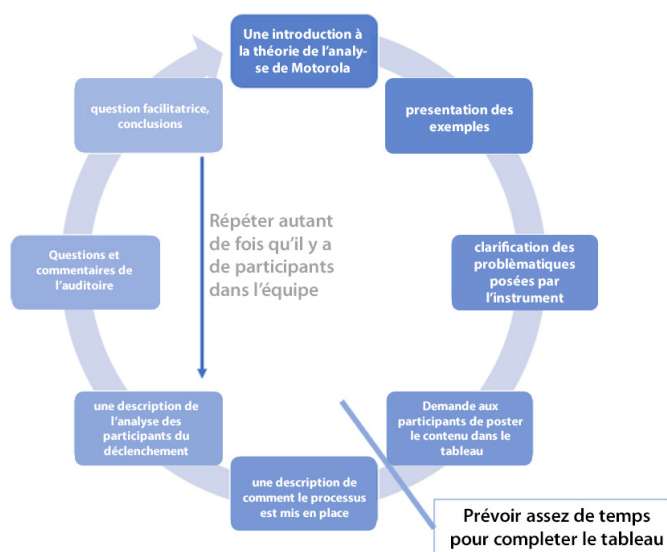 Une introduction à
la théorie de l'analy-
se de Motorola
presentation des
exemples
clarification des
problèmatiques
posées par
l'instrument
Demande aux
participants de poster
le contenu dans le
tableau
Prévoir assez de temps
pour completer le tableau
une description de
comment le processus
est mis en place
une description de
l'analyse des
participants du
déclenchement
Questions et
commentaires de
l'auditoire
question facilitatrice,
conclusions
Répéter autant
de fois qu'il y a
de participants
dans l'équipe